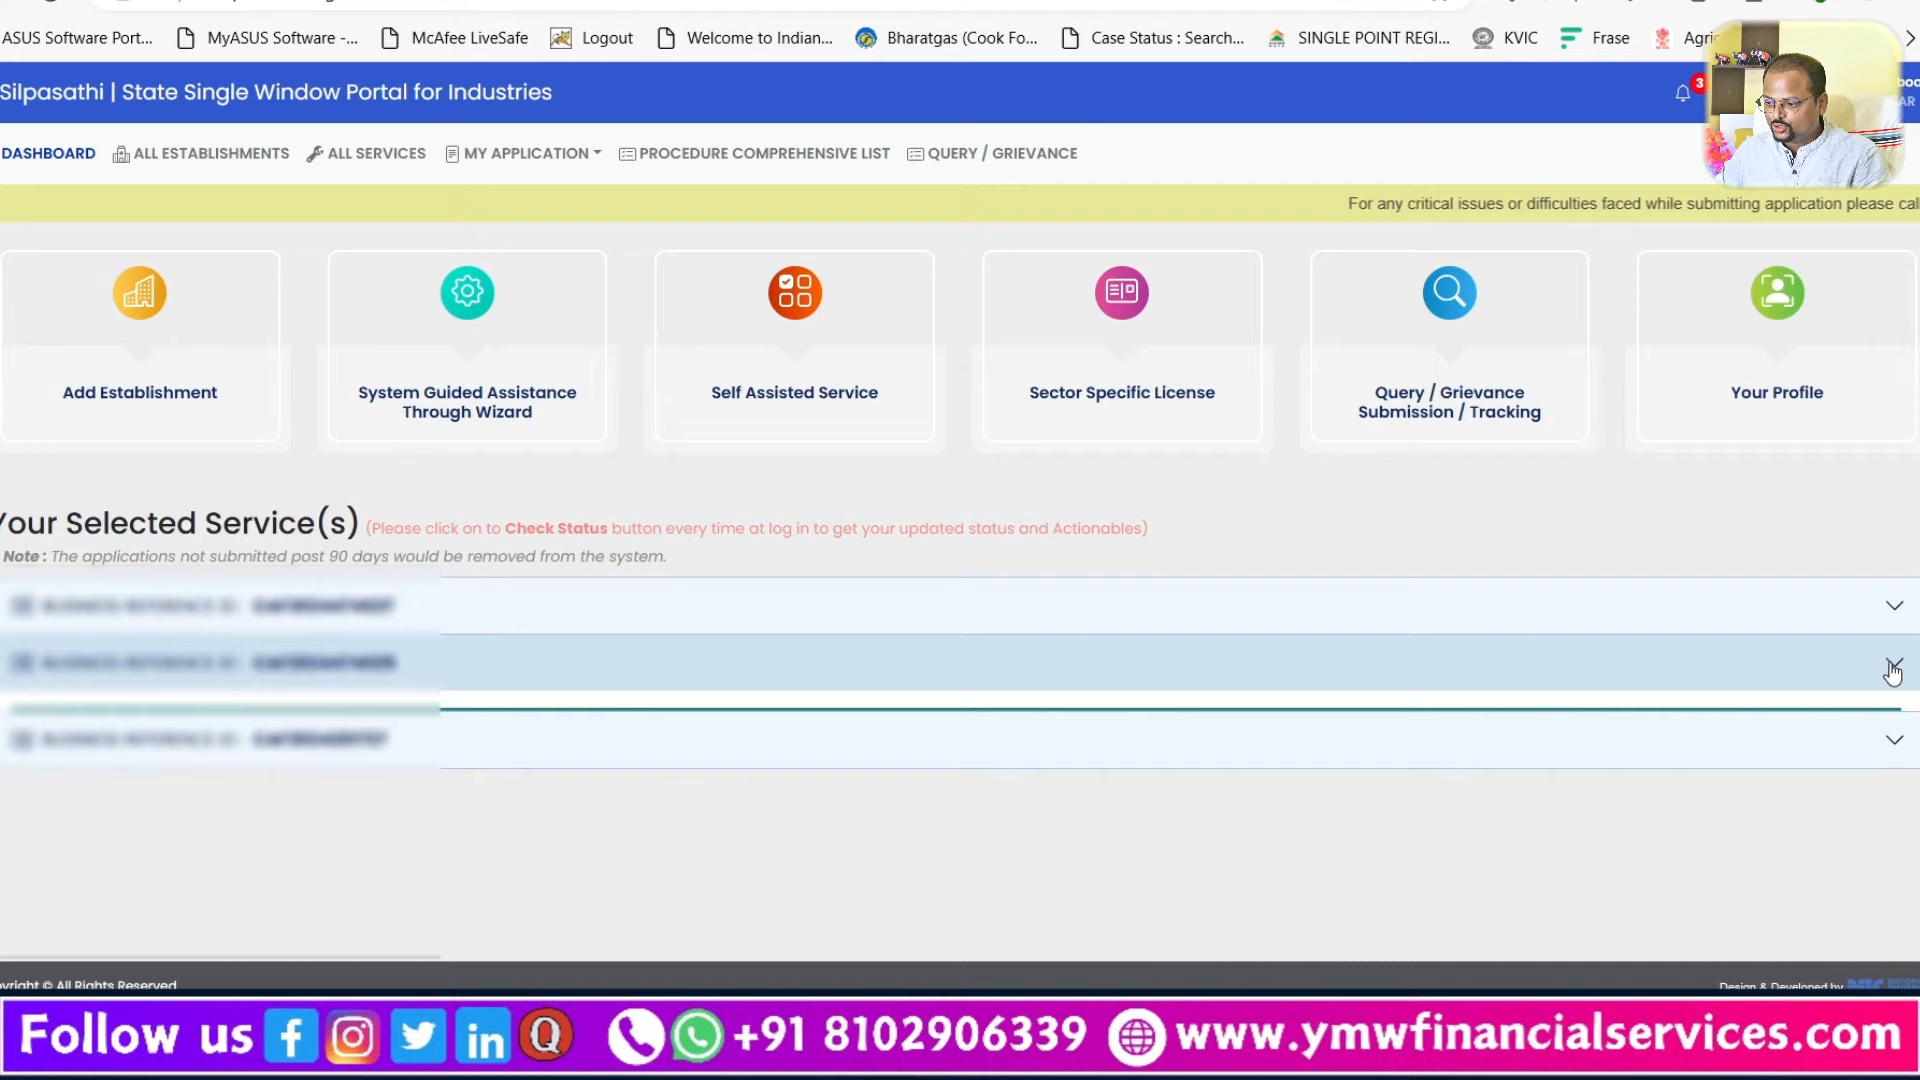 ASUS Software Port... MyASUS Software -... McAfee LiveSafe Logout Welcome to Indian... Bharatgas (Cook Fo... Case Status : Search... SINGLE POINT REGI... KVIC Frase
Silpasathi | State Single Window Portal for Industries 3
DASHBOARD ALL ESTABLISHMENTS ALL SERVICES MY APPLICATION PROCEDURE COMPREHENSIVE LIST QUERY / GRIEVANCE
For any critical issues or difficulties faced while submitting application please call
Add Establishment
System Guided Assistance
Through Wizard
Self Assisted Service
Sector Specific License
Query / Grievance
Submission / Tracking
Your Profile
Your Selected Service(s) (Please click on to Check Status button every time at log in to get your updated status and Actionables)
Note : The applications not submitted post 90 days would be removed from the system.
pyright © All Rights Reserved
Design & Developed by
Follow us +91 8102906339 www.ymwfinancialservices.com